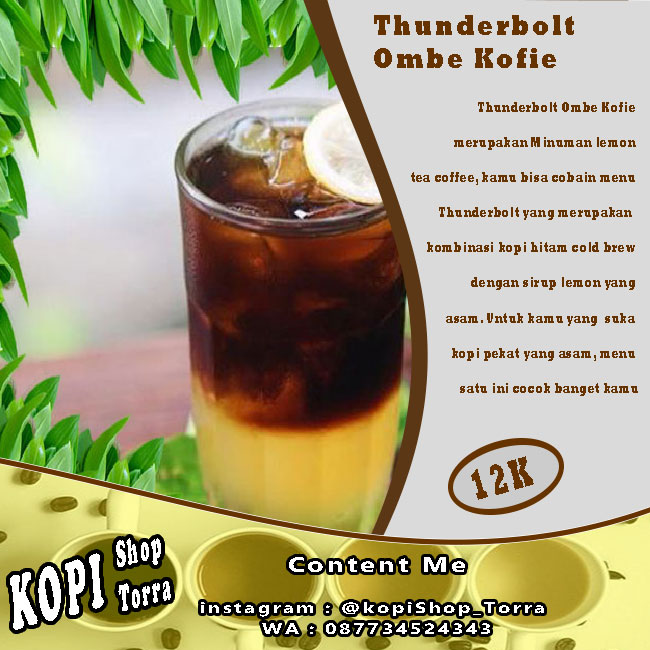 Thunderbolt
Ombe Kofie
Thunderbolt Ombe Kofie
merupakan Minuman lemon
tea coffee, kamu bisa cobain menu
Thunderbolt yang merupakan
kombinasi kopi hitam cold brew
dengan sirup lemon yang
asam. Untuk kamu yang suka
kopi pekat yang asam, menu
satu ini cocok banget kamu
12K
KOPI Shop
Torra
Content Me
instagram : @kopiShop_Torra
WA : 087734524343